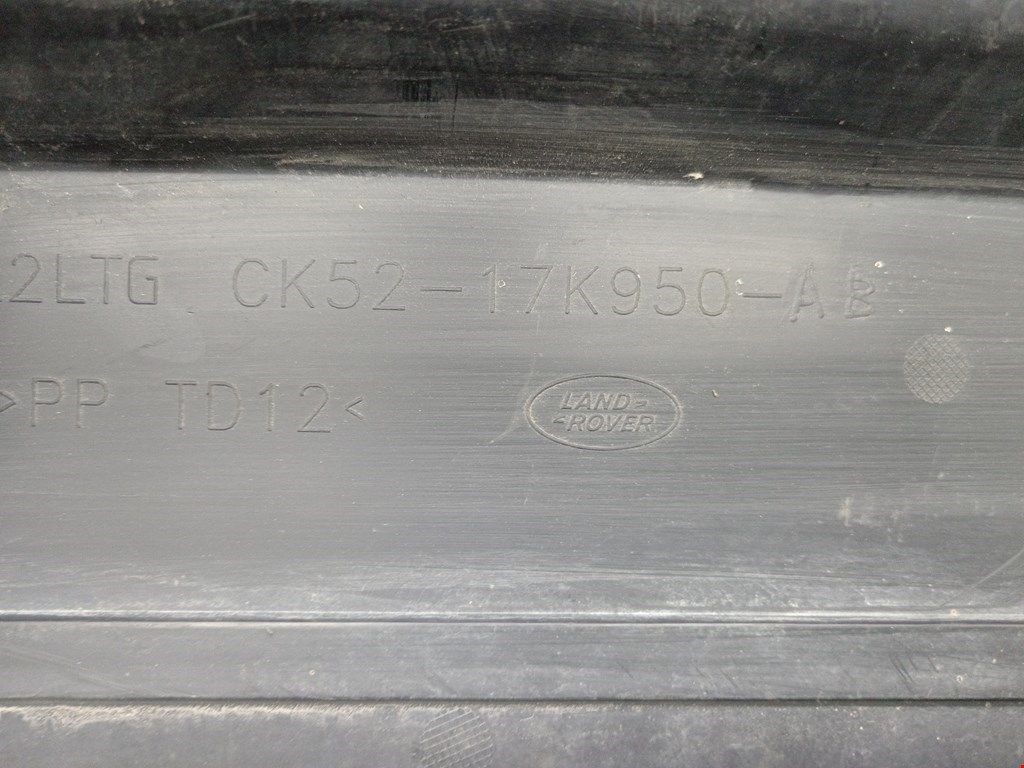 2LTG CK52-17K950-AB
>PP TD12<
LAND-
-ROVER